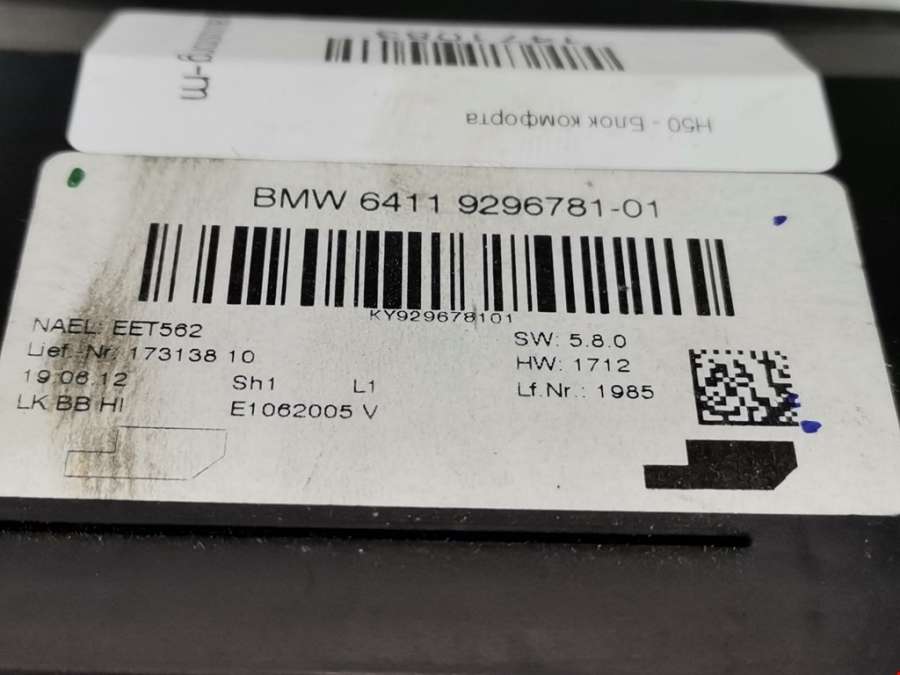 H50 - Блок комфорта
BMW 6411 9296781-01
KY929678101
NAEL: EET562
Lief.-Nr. 173138 10
19.06.12 Sh1 L1
LK BB HI E1062005 V
SW: 5.8.0
HW: 1712
Lf.Nr.: 1985